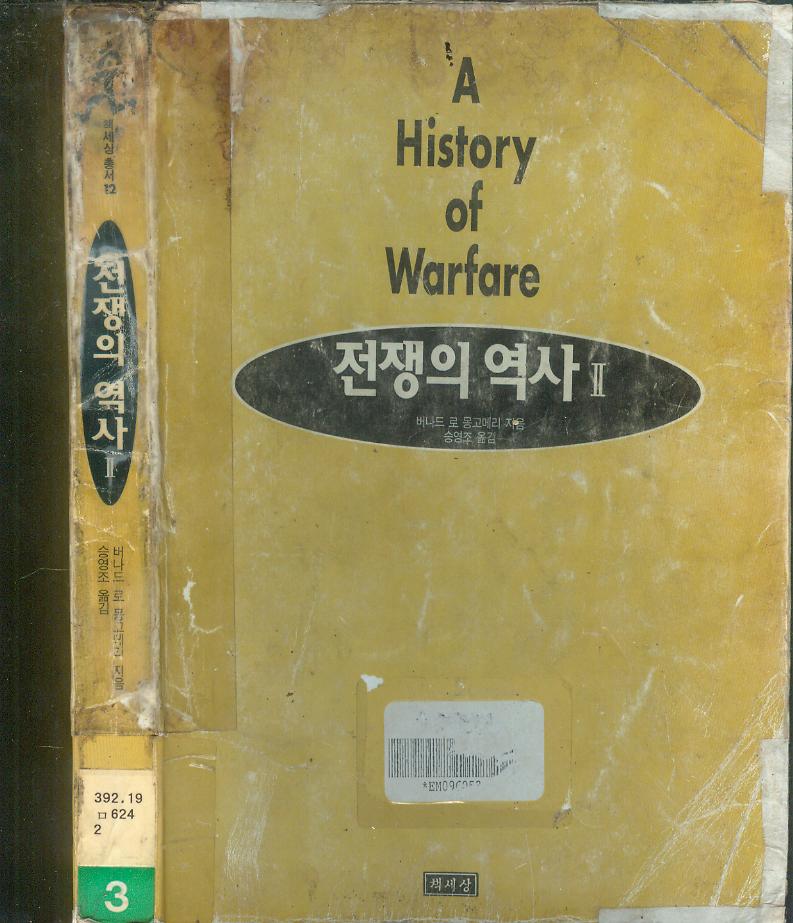 책세상 총서 12
전쟁의 역사 Ⅱ
버나드 로 몽고메리 지음
승영조 옮김
392.19
ㅁ624
2
3
A
History
of
Warfare
전쟁의 역사 Ⅱ
버나드 로 몽고메리 지음
승영조 옮김
책세상